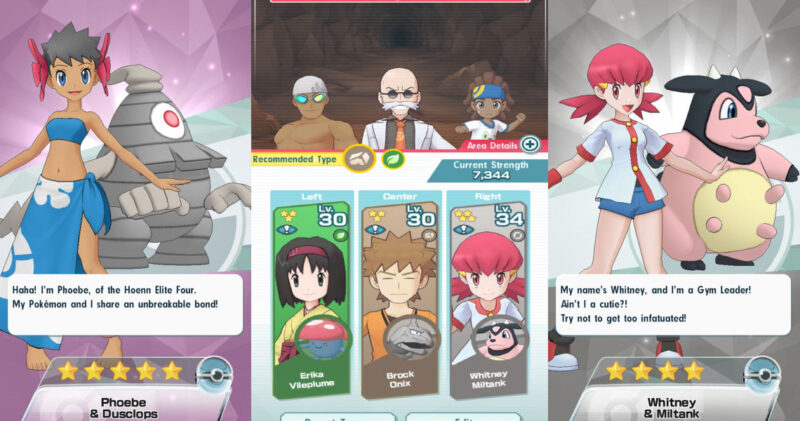 Haha! I'm Phoebe, of the Hoenn Elite Four.
My Pokémon and I share an unbreakable bond!
Phoebe
& Dusclops
Area Details
Recommended Type
Current Strength
7,344
Left
Lv.
30
Erika
Vileplume
Center
Lv.
30
Brock
Onix
Right
Lv.
34
Whitney
Miltank
My name's Whitney, and I'm a Gym Leader!
Ain't I a cutie?!
Try not to get too infatuated!
Whitney
& Miltank